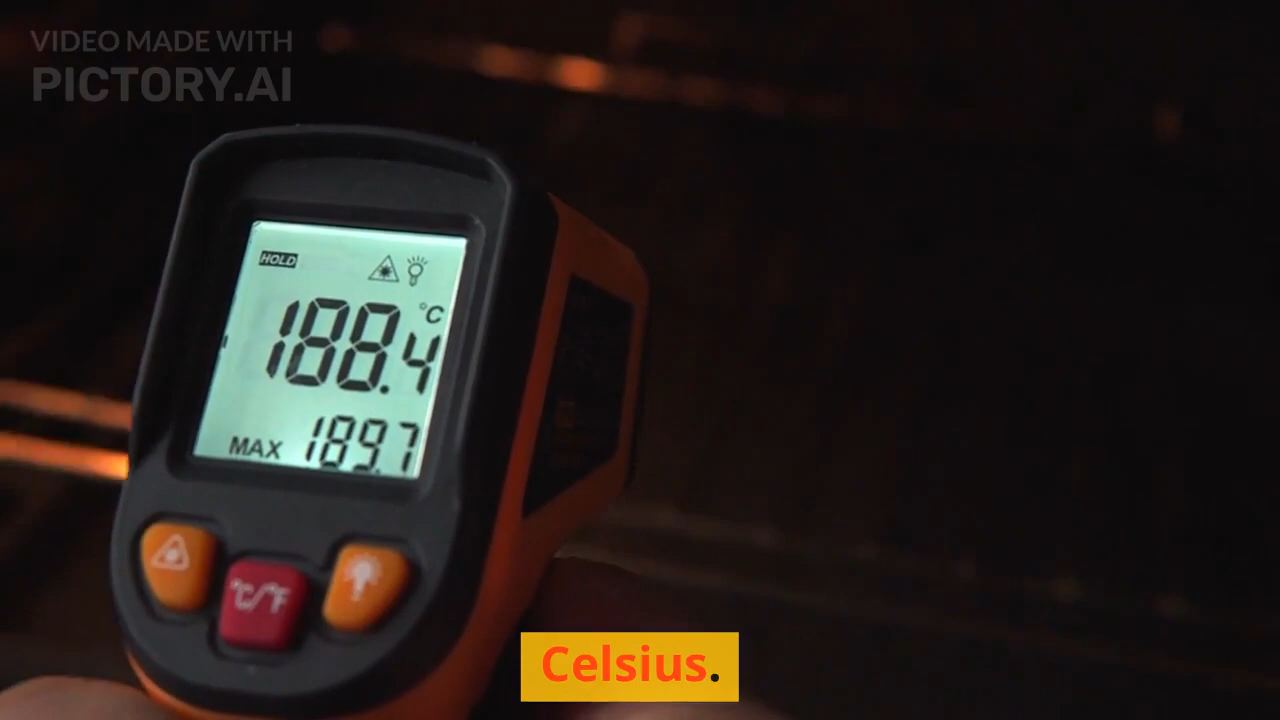 VIDEO MADE WITH
PICTORY.AI
HOLD
°C
188.4
MAX 189.7
°C/°F
Celsius.